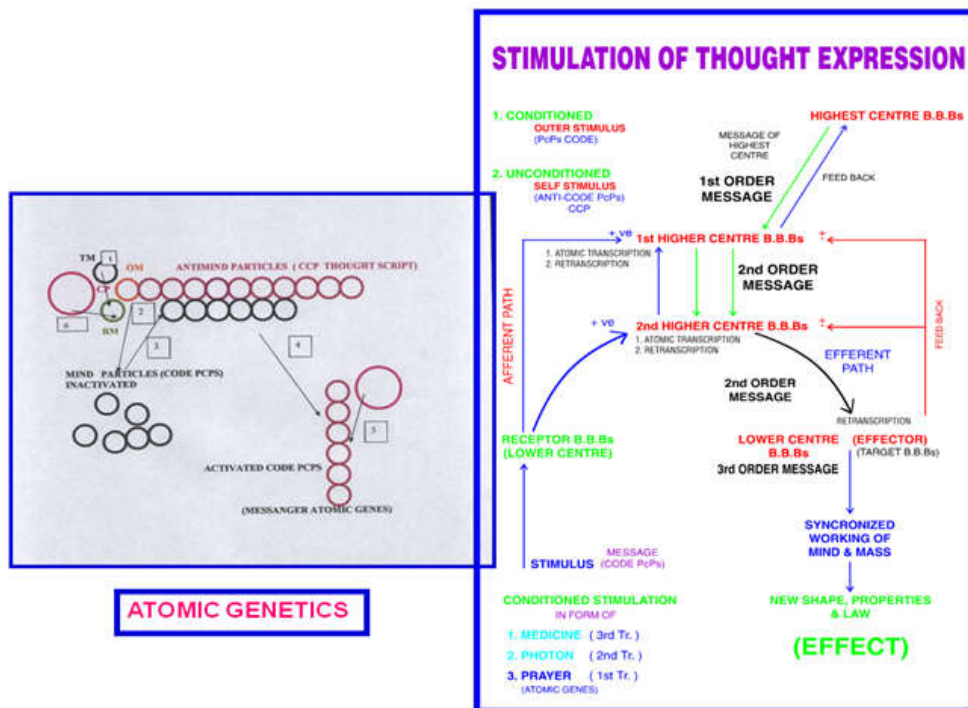 TM
1
OM
ANTIMIND PARTICLES ( CCP THOUGHT SCRIPT)
CP
6
2
RM
3
4
MIND PARTICLES (CODE PCPS)
INACTIVATED
5
ACTIVATED CODE PCPS
(MESSANGER ATOMIC GENES)
ATOMIC GENETICS
STIMULATION OF THOUGHT EXPRESSION
1. CONDITIONED
OUTER STIMULUS
(PcPs CODE)
2. UNCONDITIONED
SELF STIMULUS
(ANTI-CODE PcPs)
CCP
HIGHEST CENTRE B.B.Bs
MESSAGE OF
HIGHEST
CENTRE
FEED BACK
1st ORDER
MESSAGE
+ ve
1st HIGHER CENTRE B.B.Bs
±
1. ATOMIC TRANSCRIPTION
2. RETRANSCRIPTION
2nd ORDER
MESSAGE
+ ve
2nd HIGHER CENTRE B.B.Bs
±
1. ATOMIC TRANSCRIPTION
2. RETRANSCRIPTION
AFFERENT PATH
FEED BACK
EFFERENT
PATH
2nd ORDER
MESSAGE
RETRANSCRIPTION
RECEPTOR B.B.Bs
(LOWER CENTRE)
LOWER CENTRE (EFFECTOR)
B.B.Bs (TARGET B.B.Bs)
3rd ORDER MESSAGE
SYNCRONIZED
WORKING OF
MIND & MASS
STIMULUS
MESSAGE
(CODE PcPs)
NEW SHAPE, PROPERTIES
& LAW
(EFFECT)
CONDITIONED STIMULATION
IN FORM OF
1. MEDICINE ( 3rd Tr. )
2. PHOTON ( 2nd Tr. )
3. PRAYER ( 1st Tr. )
(ATOMIC GENES)